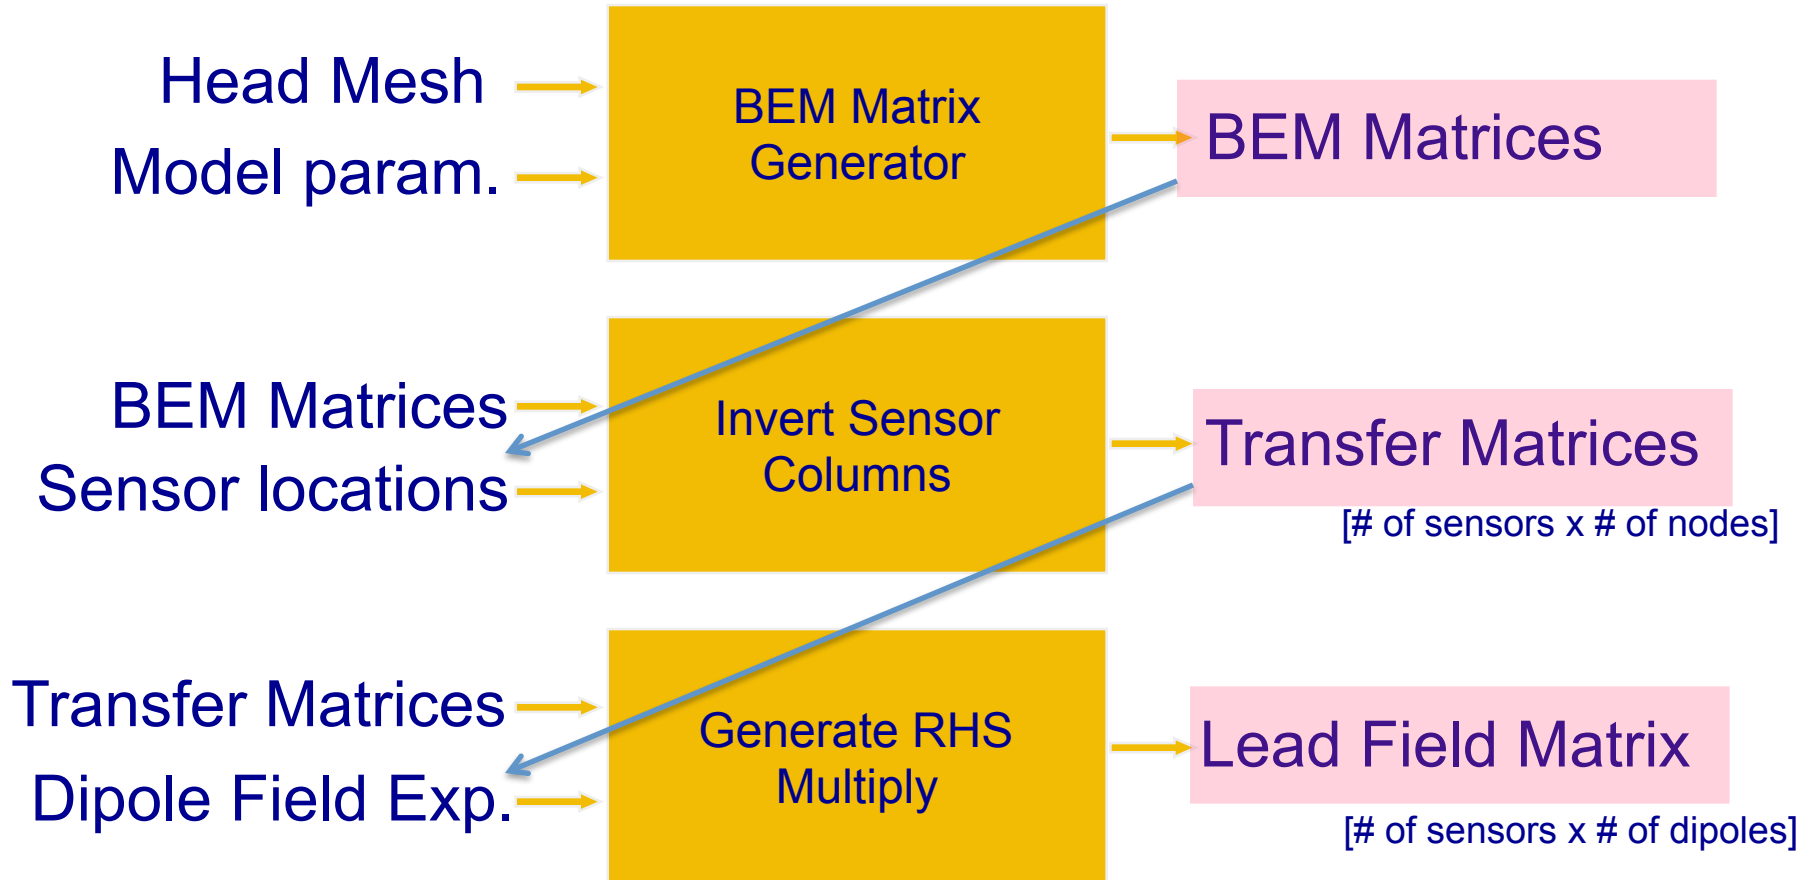 Head Mesh
Model param.
BEM Matrix
Generator
BEM Matrices
BEM Matrices
Sensor locations
Invert Sensor
Columns
Transfer Matrices
[# of sensors x # of nodes]
Transfer Matrices
Dipole Field Exp.
Generate RHS
Multiply
Lead Field Matrix
[# of sensors x # of dipoles]